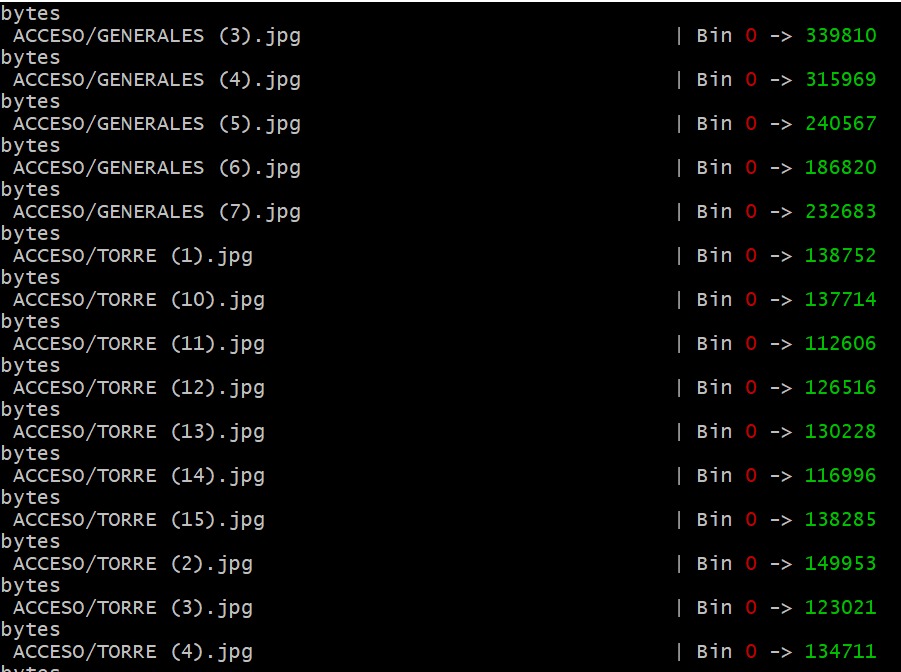 bytes
ACCESO/GENERALES (3).jpg | Bin 0 -> 339810
bytes
ACCESO/GENERALES (4).jpg | Bin 0 -> 315969
bytes
ACCESO/GENERALES (5).jpg | Bin 0 -> 240567
bytes
ACCESO/GENERALES (6).jpg | Bin 0 -> 186820
bytes
ACCESO/GENERALES (7).jpg | Bin 0 -> 232683
bytes
ACCESO/TORRE (1).jpg | Bin 0 -> 138752
bytes
ACCESO/TORRE (10).jpg | Bin 0 -> 137714
bytes
ACCESO/TORRE (11).jpg | Bin 0 -> 112606
bytes
ACCESO/TORRE (12).jpg | Bin 0 -> 126516
bytes
ACCESO/TORRE (13).jpg | Bin 0 -> 130228
bytes
ACCESO/TORRE (14).jpg | Bin 0 -> 116996
bytes
ACCESO/TORRE (15).jpg | Bin 0 -> 138285
bytes
ACCESO/TORRE (2).jpg | Bin 0 -> 149953
bytes
ACCESO/TORRE (3).jpg | Bin 0 -> 123021
bytes
ACCESO/TORRE (4).jpg | Bin 0 -> 134711
bytes